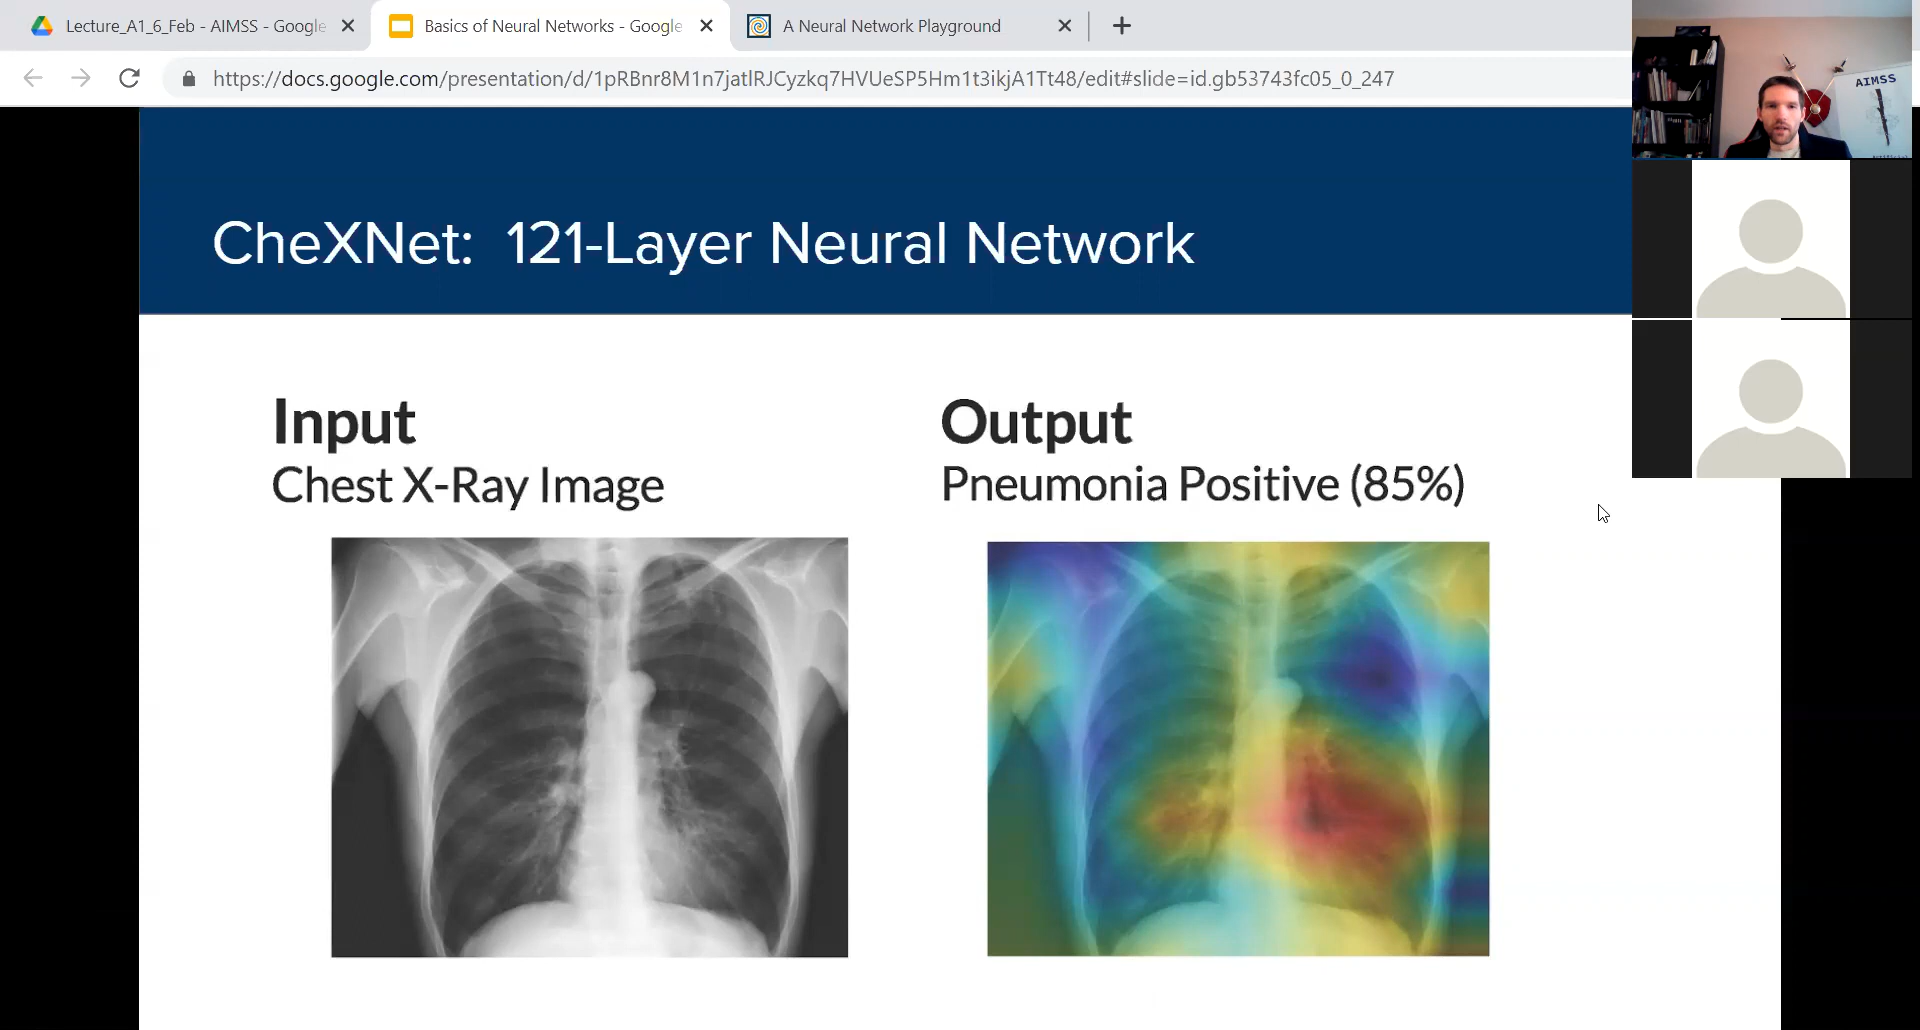 Lecture_A1_6_Feb - AIMSS - Google
Basics of Neural Networks - Google
A Neural Network Playground
https://docs.google.com/presentation/d/1pRBnr8M1n7jatlRJCyzkq7HVUeSP5Hm1t3ikjA1Tt48/edit#slide=id.gb53743fc05_0_247
AIMSS
CheXNet: 121-Layer Neural Network
Input
Chest X-Ray Image
Output
Pneumonia Positive (85%)